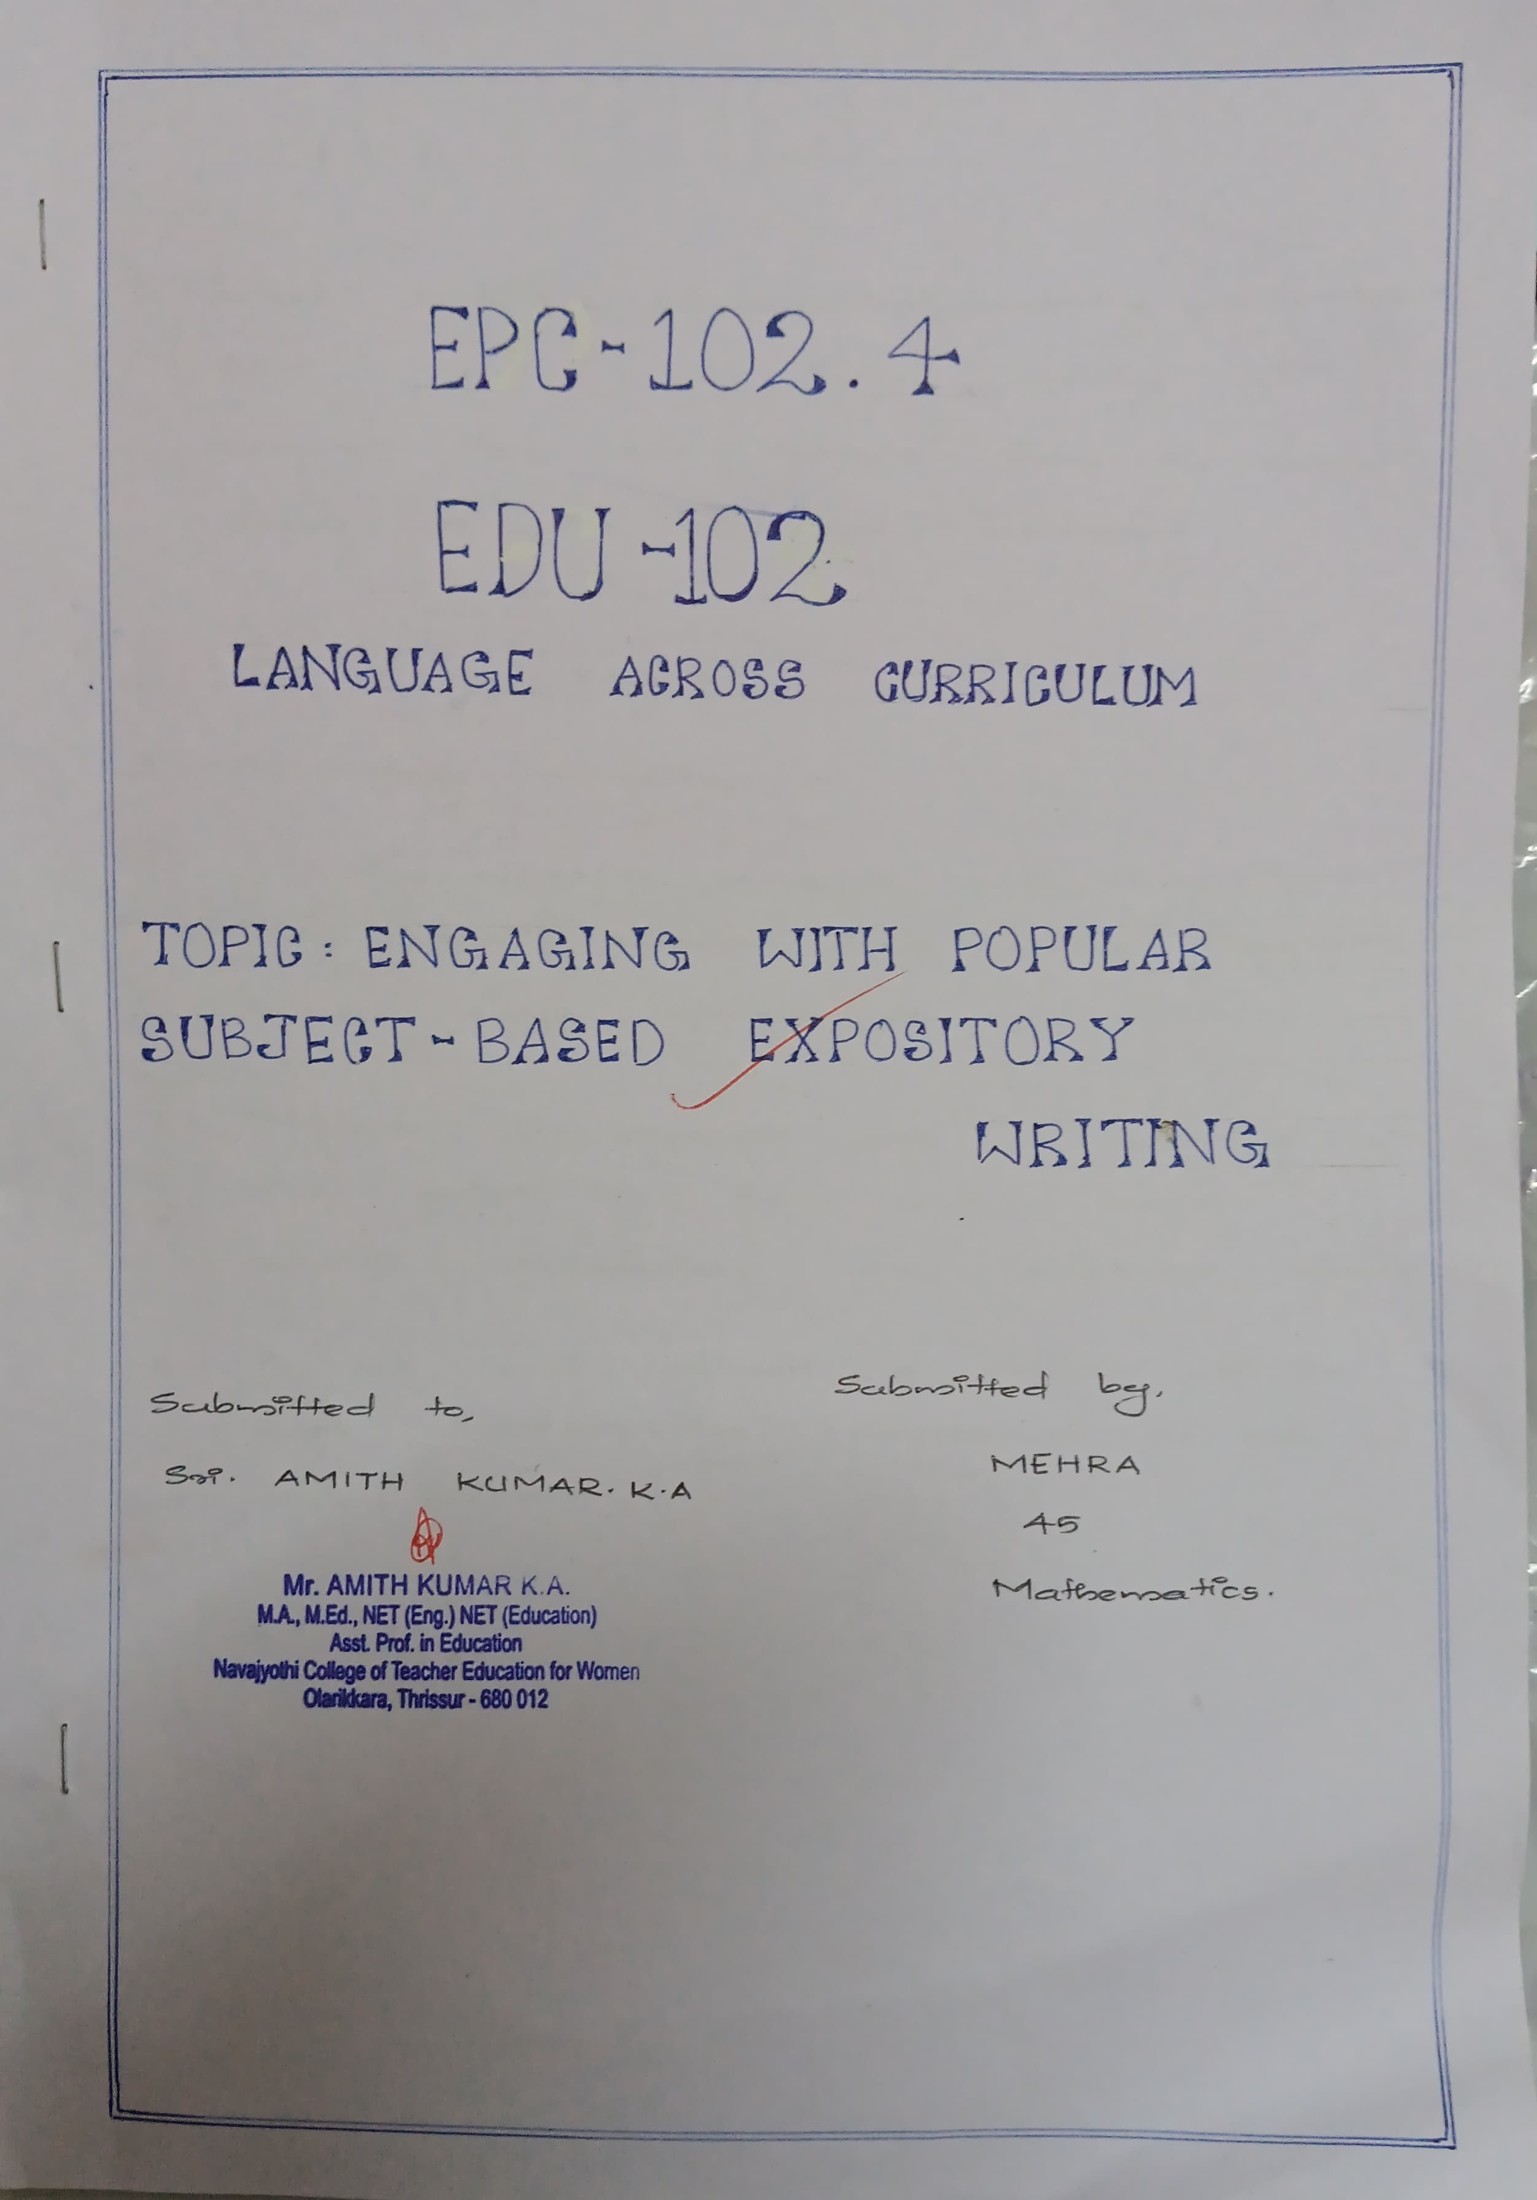 EPC-102.4
EDU-102
LANGUAGE ACROSS CURRICULUM
TOPIC: ENGAGING WITH POPULAR
SUBJECT-BASED EXPOSITORY
WRITING
Submitted to,
Sri. AMITH KUMAR. K.A
Mr. AMITH KUMAR K.A.
M.A., M.Ed., NET (Eng.) NET (Education)
Asst. Prof. in Education
Navajyothi College of Teacher Education for Women
Olarikkara, Thrissur - 680 012
Submitted by,
MEHRA
45
Mathematics.